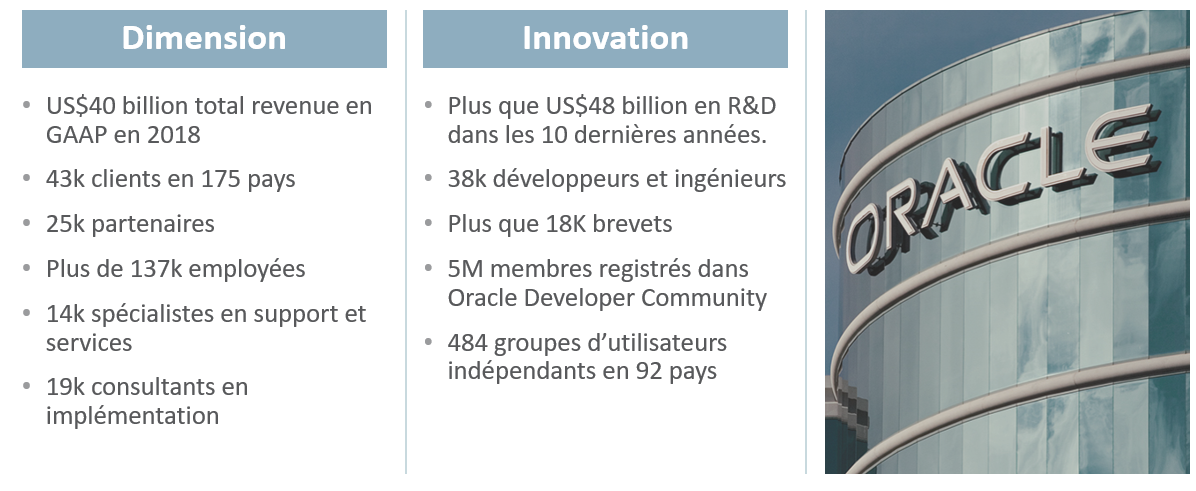 Dimension
• US$40 billion total revenue en
GAAP en 2018
• 43k clients en 175 pays
• 25k partenaires
• Plus de 137k employées
• 14k spécialistes en support et
services
• 19k consultants en
implémentation
Innovation
• Plus que US$48 billion en R&D
dans les 10 dernières années.
• 38k développeurs et ingénieurs
• Plus que 18K brevets
• 5M membres registrés dans
Oracle Developer Community
• 484 groupes d’utilisateurs
indépendants en 92 pays
ORACLE